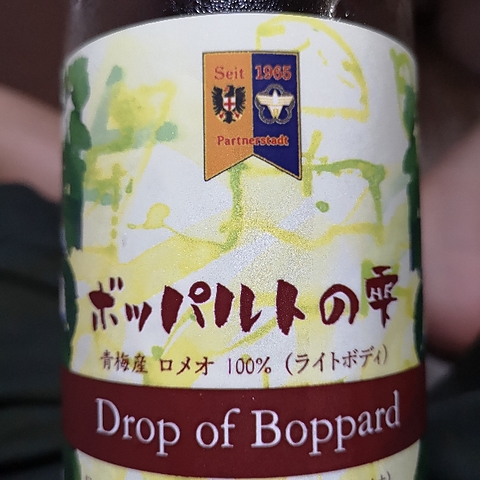 Seit 1965
Partnerstadt
ボッパルトの雫
青梅産 ロメオ 100% (ライトボディ)
Drop of Boppard